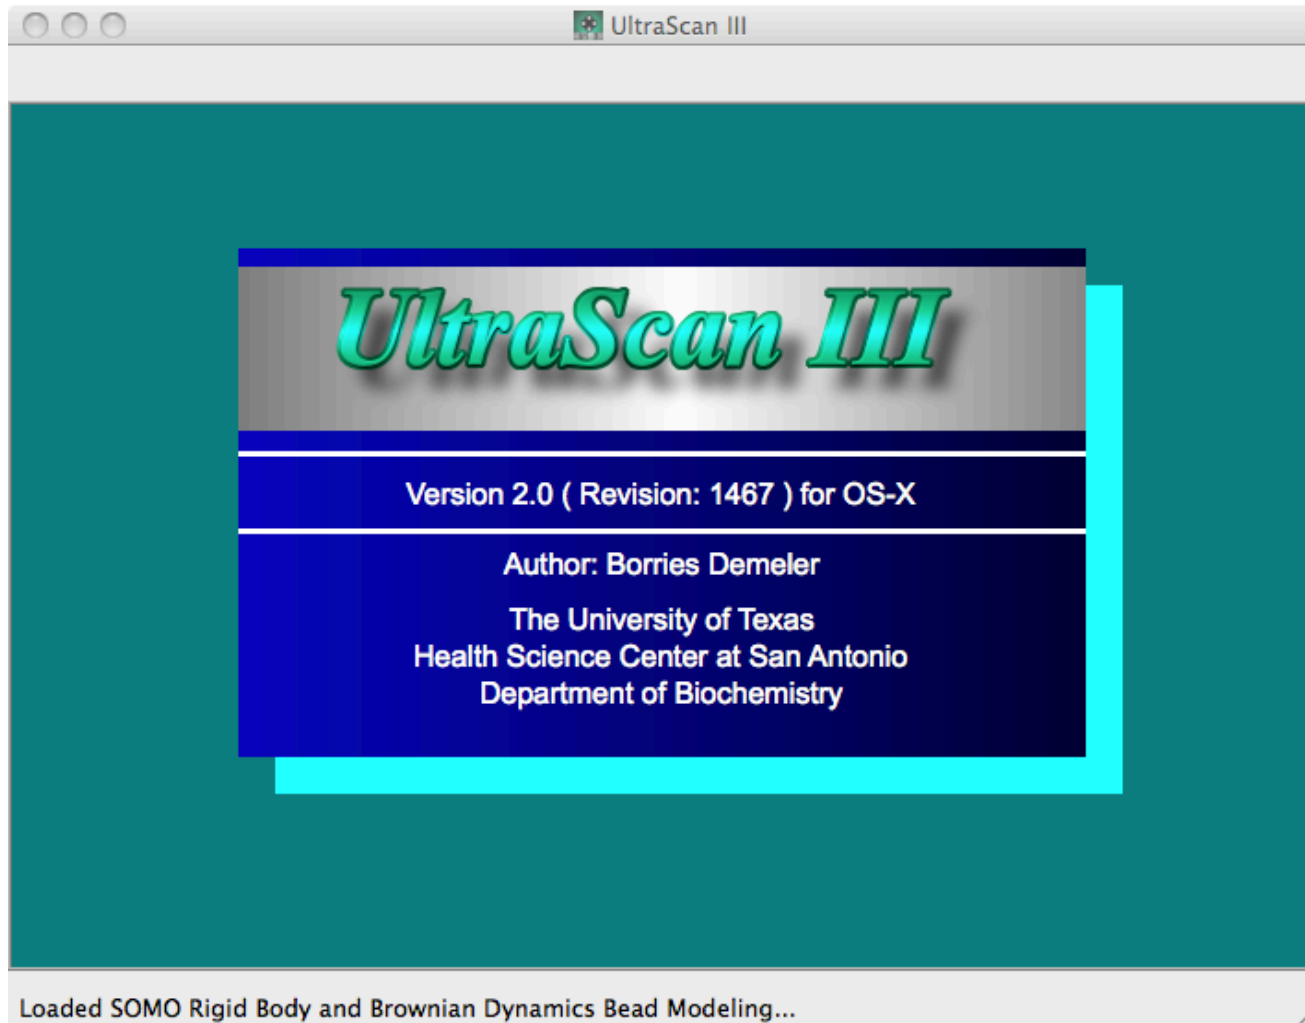 UltraScan III
UltraScan III
Version 2.0 ( Revision: 1467 ) for OS-X
Author: Borries Demeler
The University of Texas
Health Science Center at San Antonio
Department of Biochemistry
Loaded SOMO Rigid Body and Brownian Dynamics Bead Modeling...